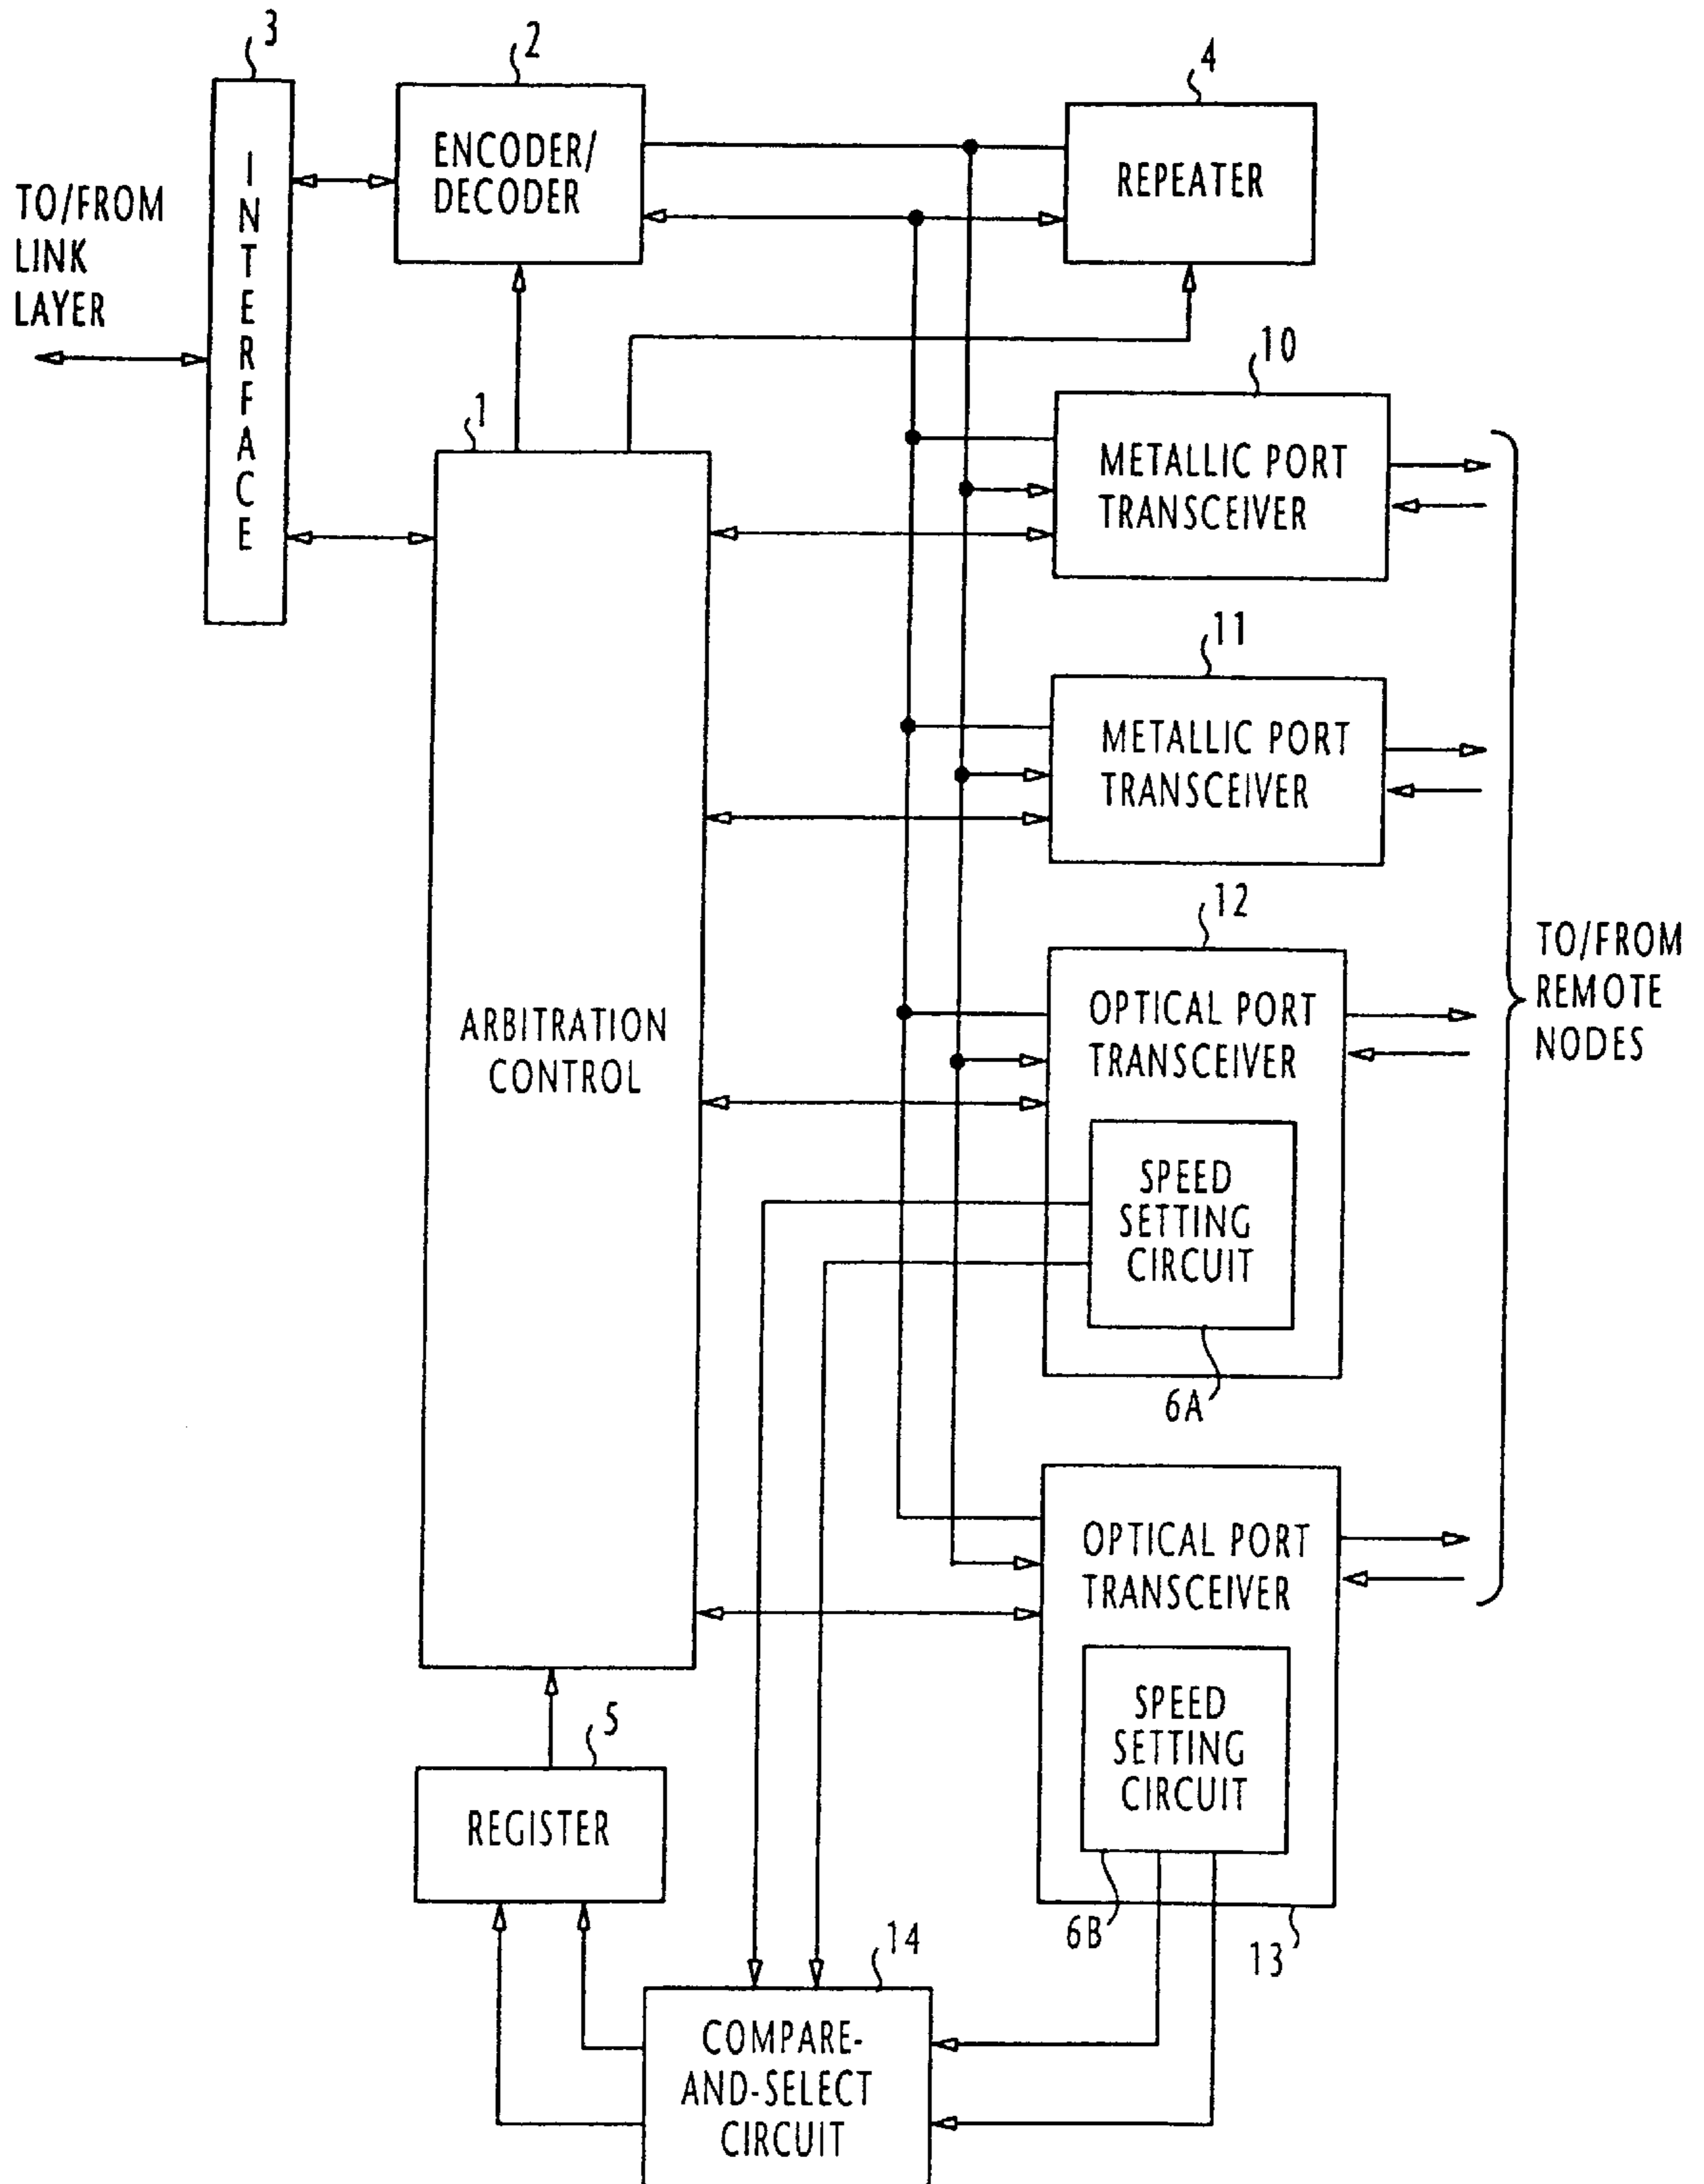 3
2
4
INTERFACE
ENCODER/
DECODER
REPEATER
TO/FROM
LINK
LAYER
1
10
METALLIC PORT
TRANSCEIVER
11
METALLIC PORT
TRANSCEIVER
12
OPTICAL PORT
TRANSCEIVER
TO/FROM
REMOTE
NODES
ARBITRATION
CONTROL
SPEED
SETTING
CIRCUIT
6A
OPTICAL PORT
TRANSCEIVER
SPEED
SETTING
CIRCUIT
5
REGISTER
6B
13
14
COMPARE-
AND-SELECT
CIRCUIT